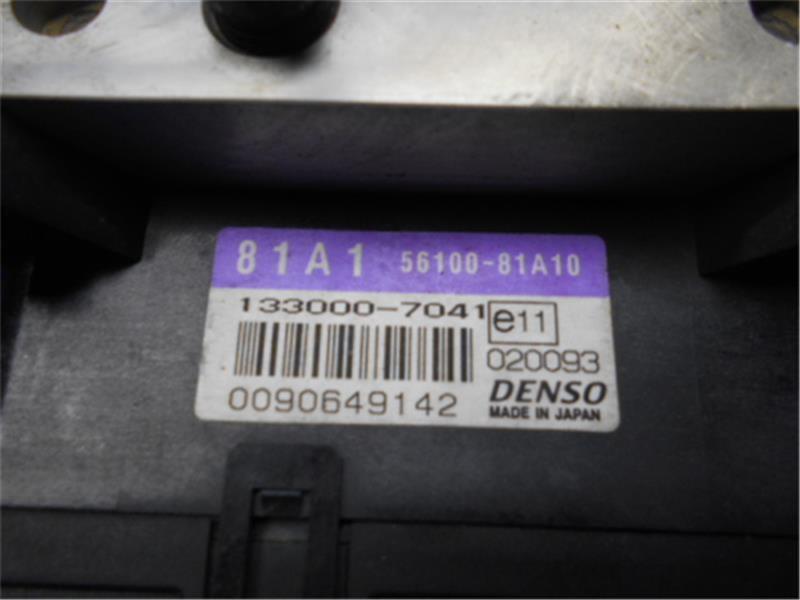 81A1 56100-81A10
133000-7041 e11
020093
0090649142 DENSO
MADE IN JAPAN